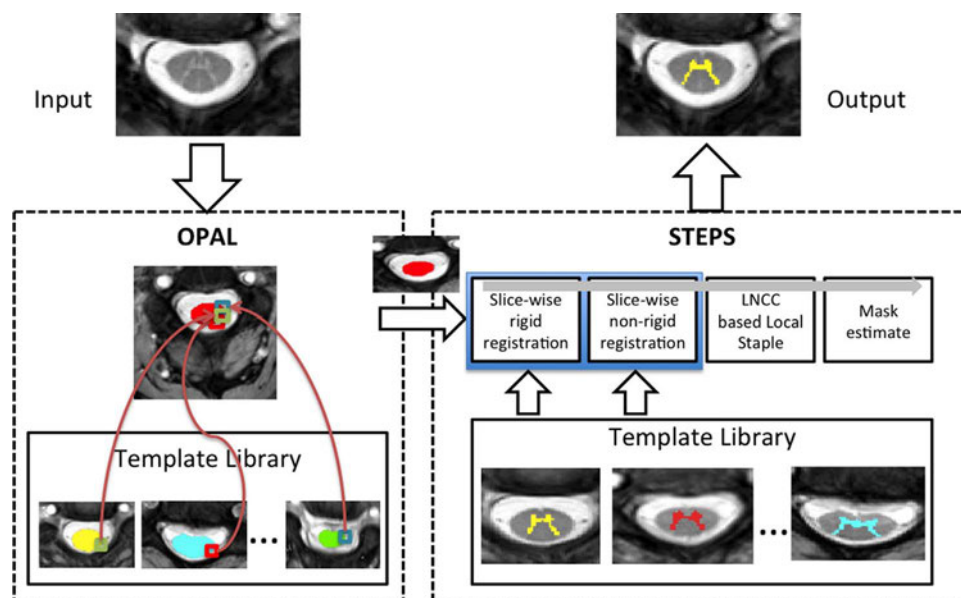 Input
Output
OPAL
STEPS
Slice-wise
rigid
registration
Slice-wise
non-rigid
registration
LNCC
based Local
Staple
Mask
estimate
Template Library
...
Template Library
...